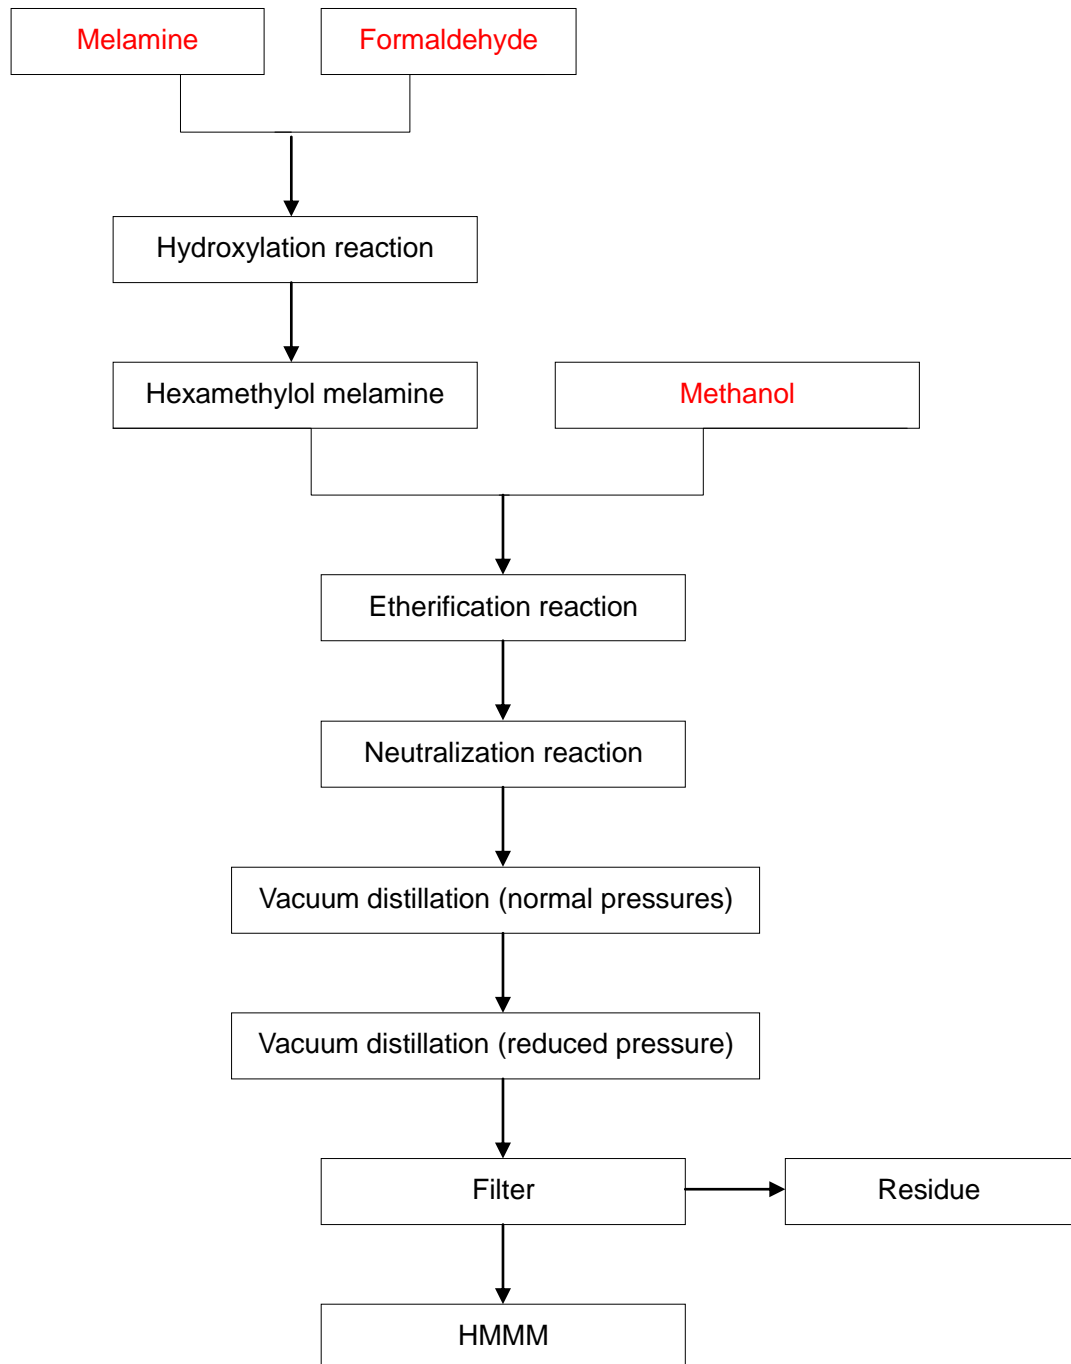 Melamine
Formaldehyde
Hydroxylation reaction
Hexamethylol melamine
Methanol
Etherification reaction
Neutralization reaction
Vacuum distillation (normal pressures)
Vacuum distillation (reduced pressure)
Filter
Residue
HMMM